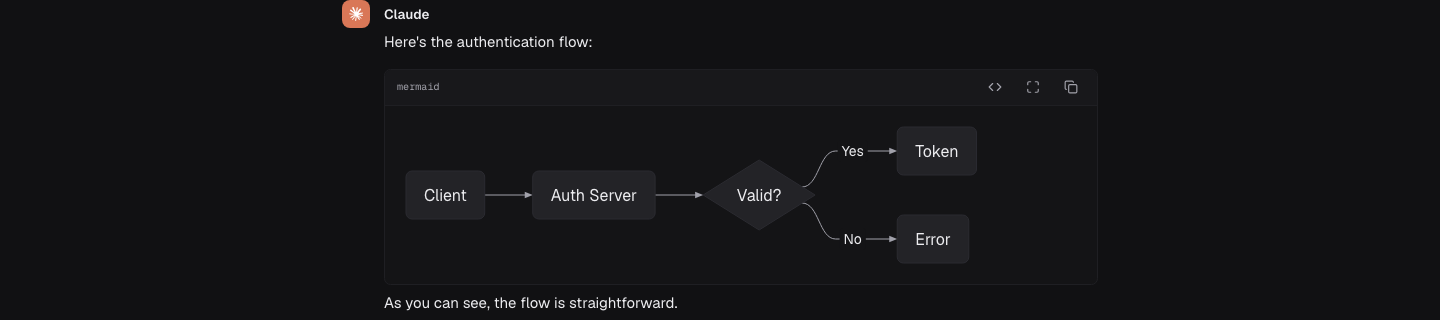 Claude
Here's the authentication flow:
mermaid
Client
Auth Server
Valid?
Yes
Token
No
Error
As you can see, the flow is straightforward.